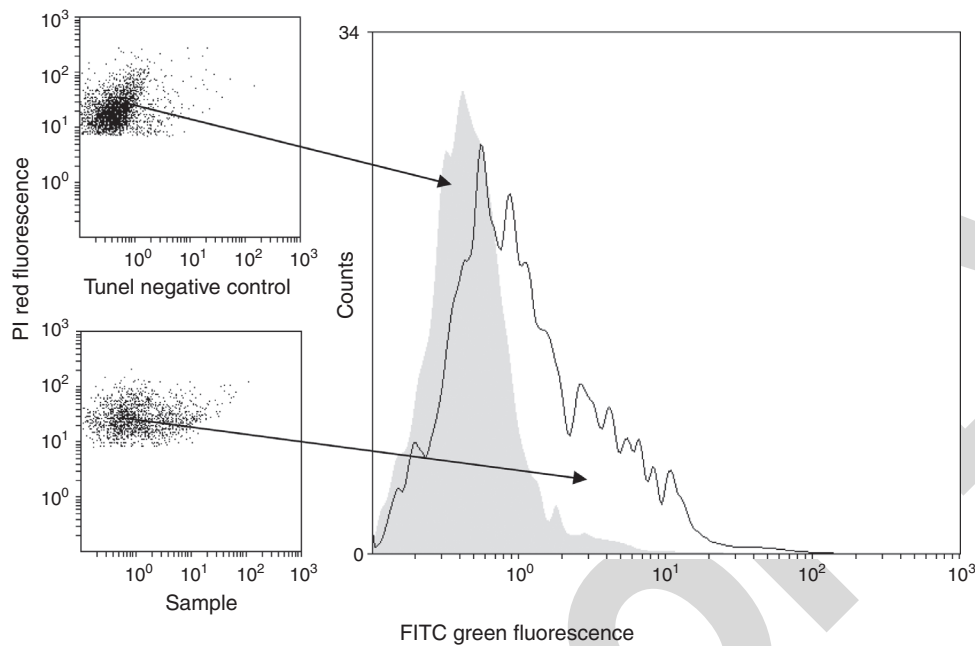 10³
10²
10¹
10⁰
10⁰ 10¹ 10² 10³
Tunel negative control
PI red fluorescence
10³
10²
10¹
10⁰
10⁰ 10¹ 10² 10³
Sample
34
Counts
0
10⁰ 10¹ 10² 10³
FITC green fluorescence